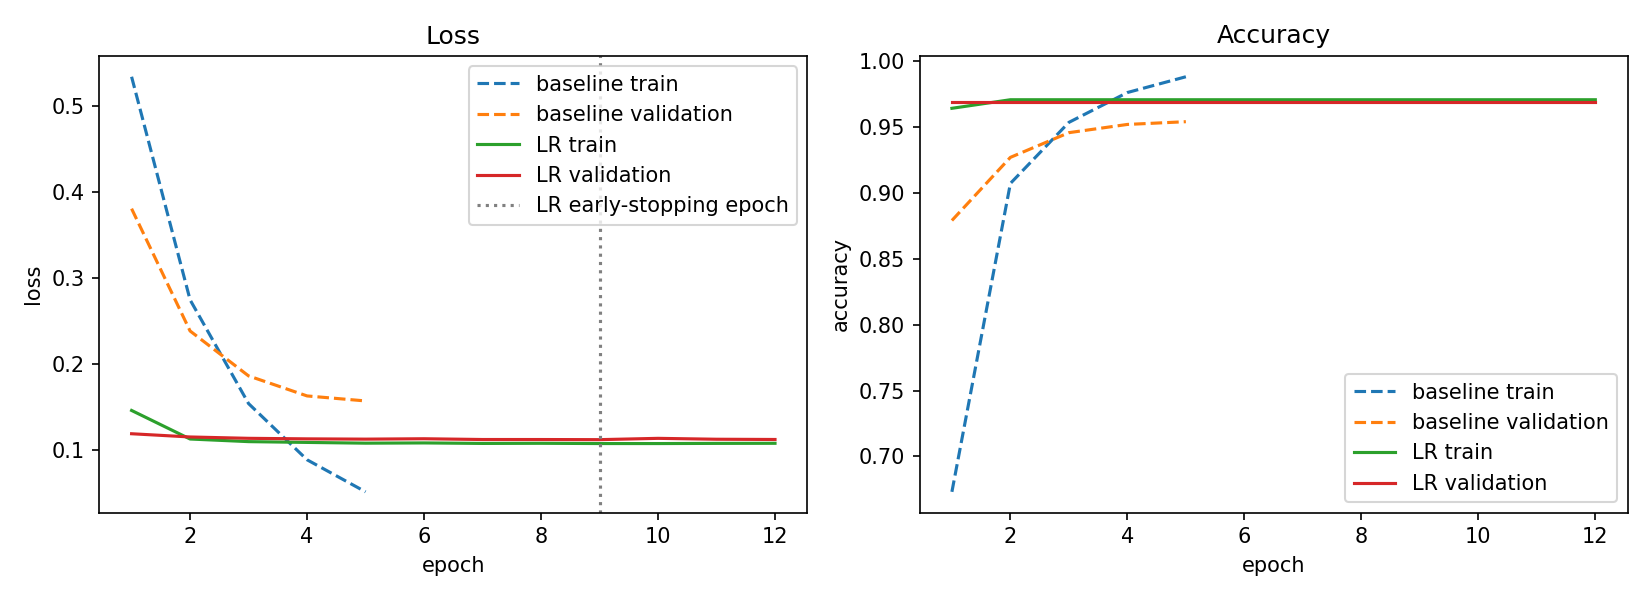 Loss
baseline train
baseline validation
LR train
LR validation
LR early-stopping epoch
0.5
0.4
0.3
0.2
0.1
loss
2 4 6 8 10 12
epoch
Accuracy
1.00
0.95
0.90
0.85
0.80
0.75
0.70
accuracy
baseline train
baseline validation
LR train
LR validation
2 4 6 8 10 12
epoch